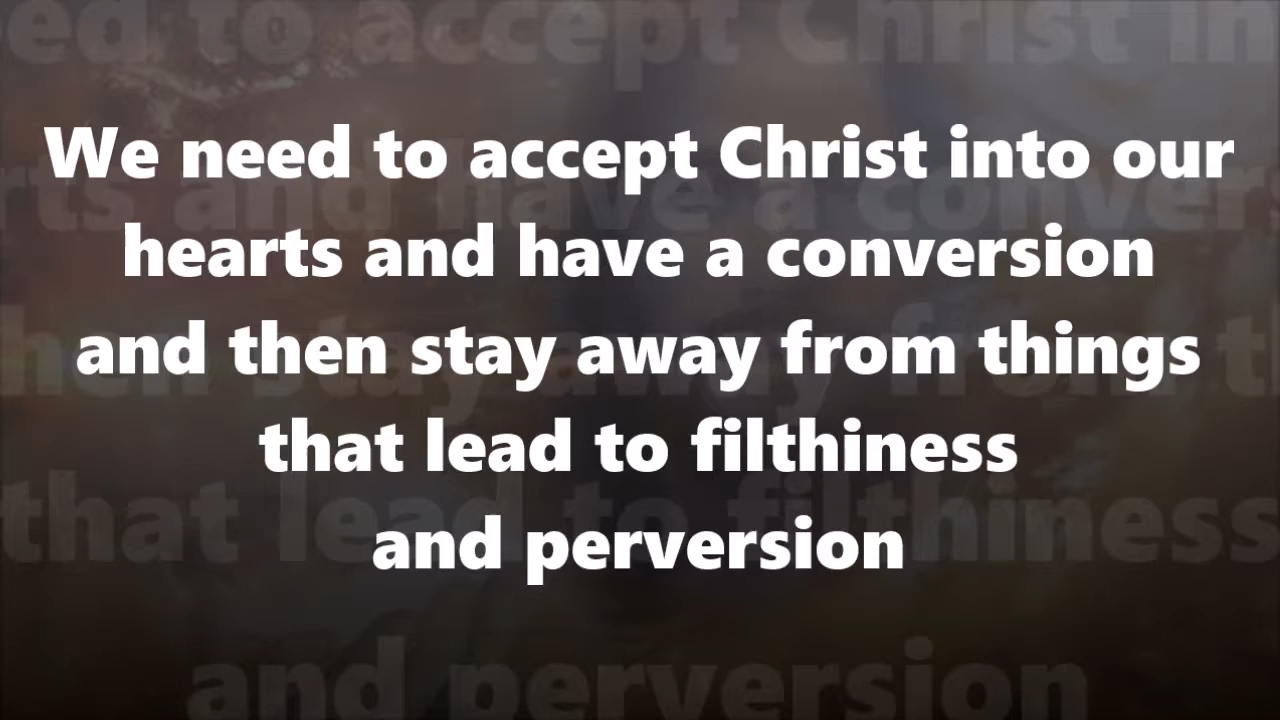 We need to accept Christ into our
hearts and have a conversion
and then stay away from things
that lead to filthiness
and perversion